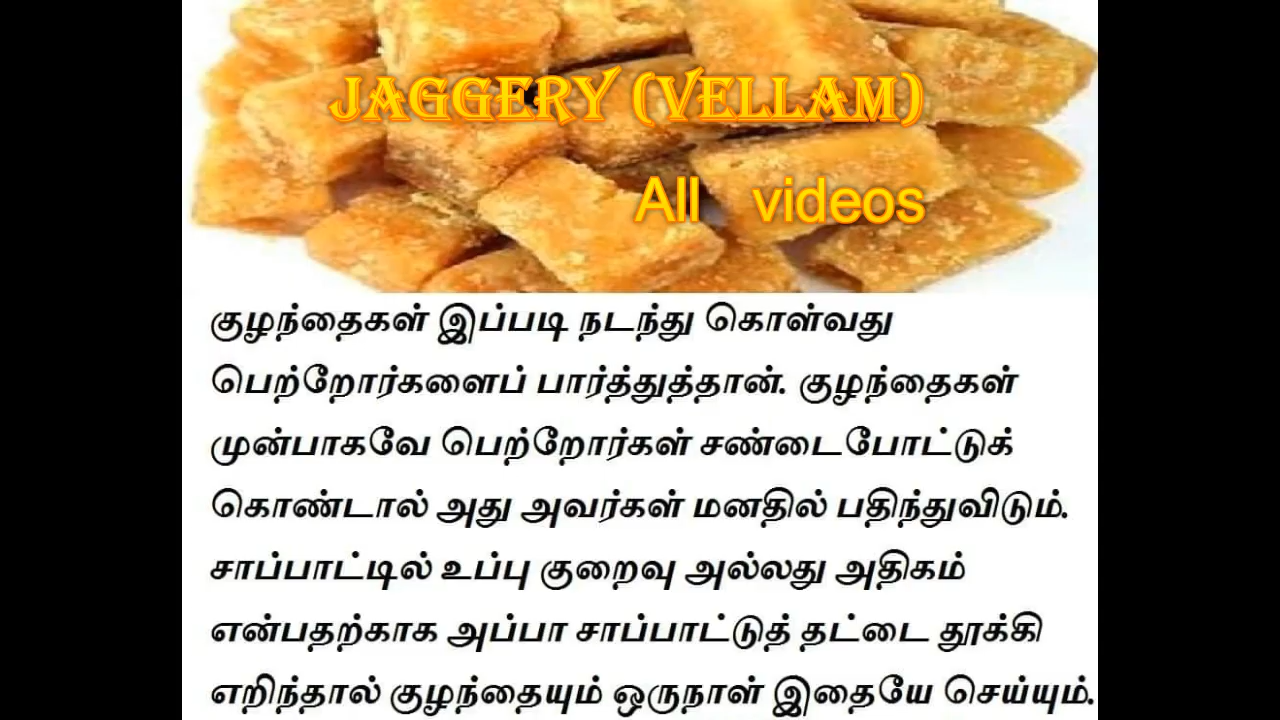 JAGGERY (VELLAM)
All videos
குழந்தைகள் இப்படி நடந்து கொள்வது
பெற்றோர்களைப் பார்த்துத்தான். குழந்தைகள்
முன்பாகவே பெற்றோர்கள் சண்டைபோட்டுக்
கொண்டால் அது அவர்கள் மனதில் பதிந்துவிடும்.
சாப்பாட்டில் உப்பு குறைவு அல்லது அதிகம்
என்பதற்காக அப்பா சாப்பாட்டுத் தட்டை தூக்கி
எறிந்தால் குழந்தையும் ஒருநாள் இதையே செய்யும்.